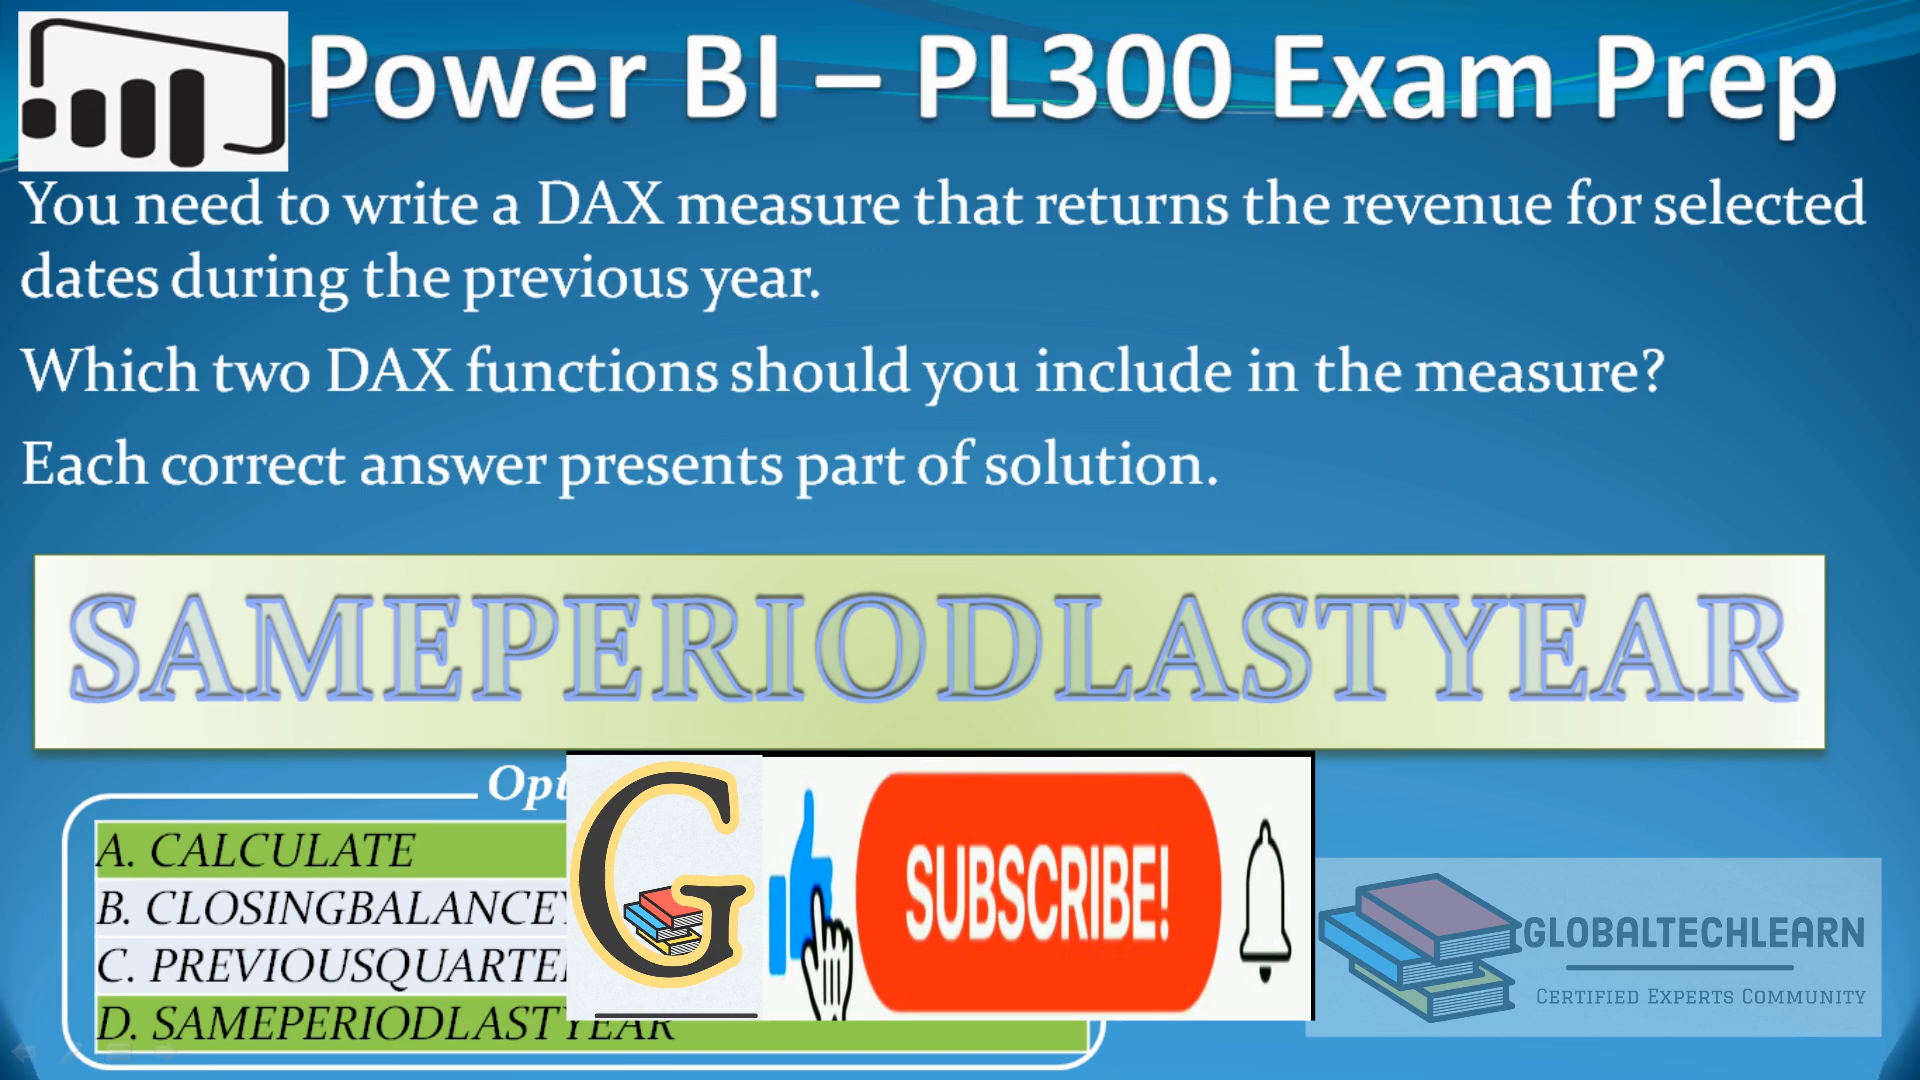 Power BI – PL300 Exam Prep
You need to write a DAX measure that returns the revenue for selected
dates during the previous year.
Which two DAX functions should you include in the measure?
Each correct answer presents part of solution.
SAMEPERIODLASTYEAR
A. CALCULATE
B.
C.
D. SAMEPERIODLASTYEAR
G
SUBSCRIBE!
GLOBALTECHLEARN
CERTIFIED EXPERTS COMMUNITY